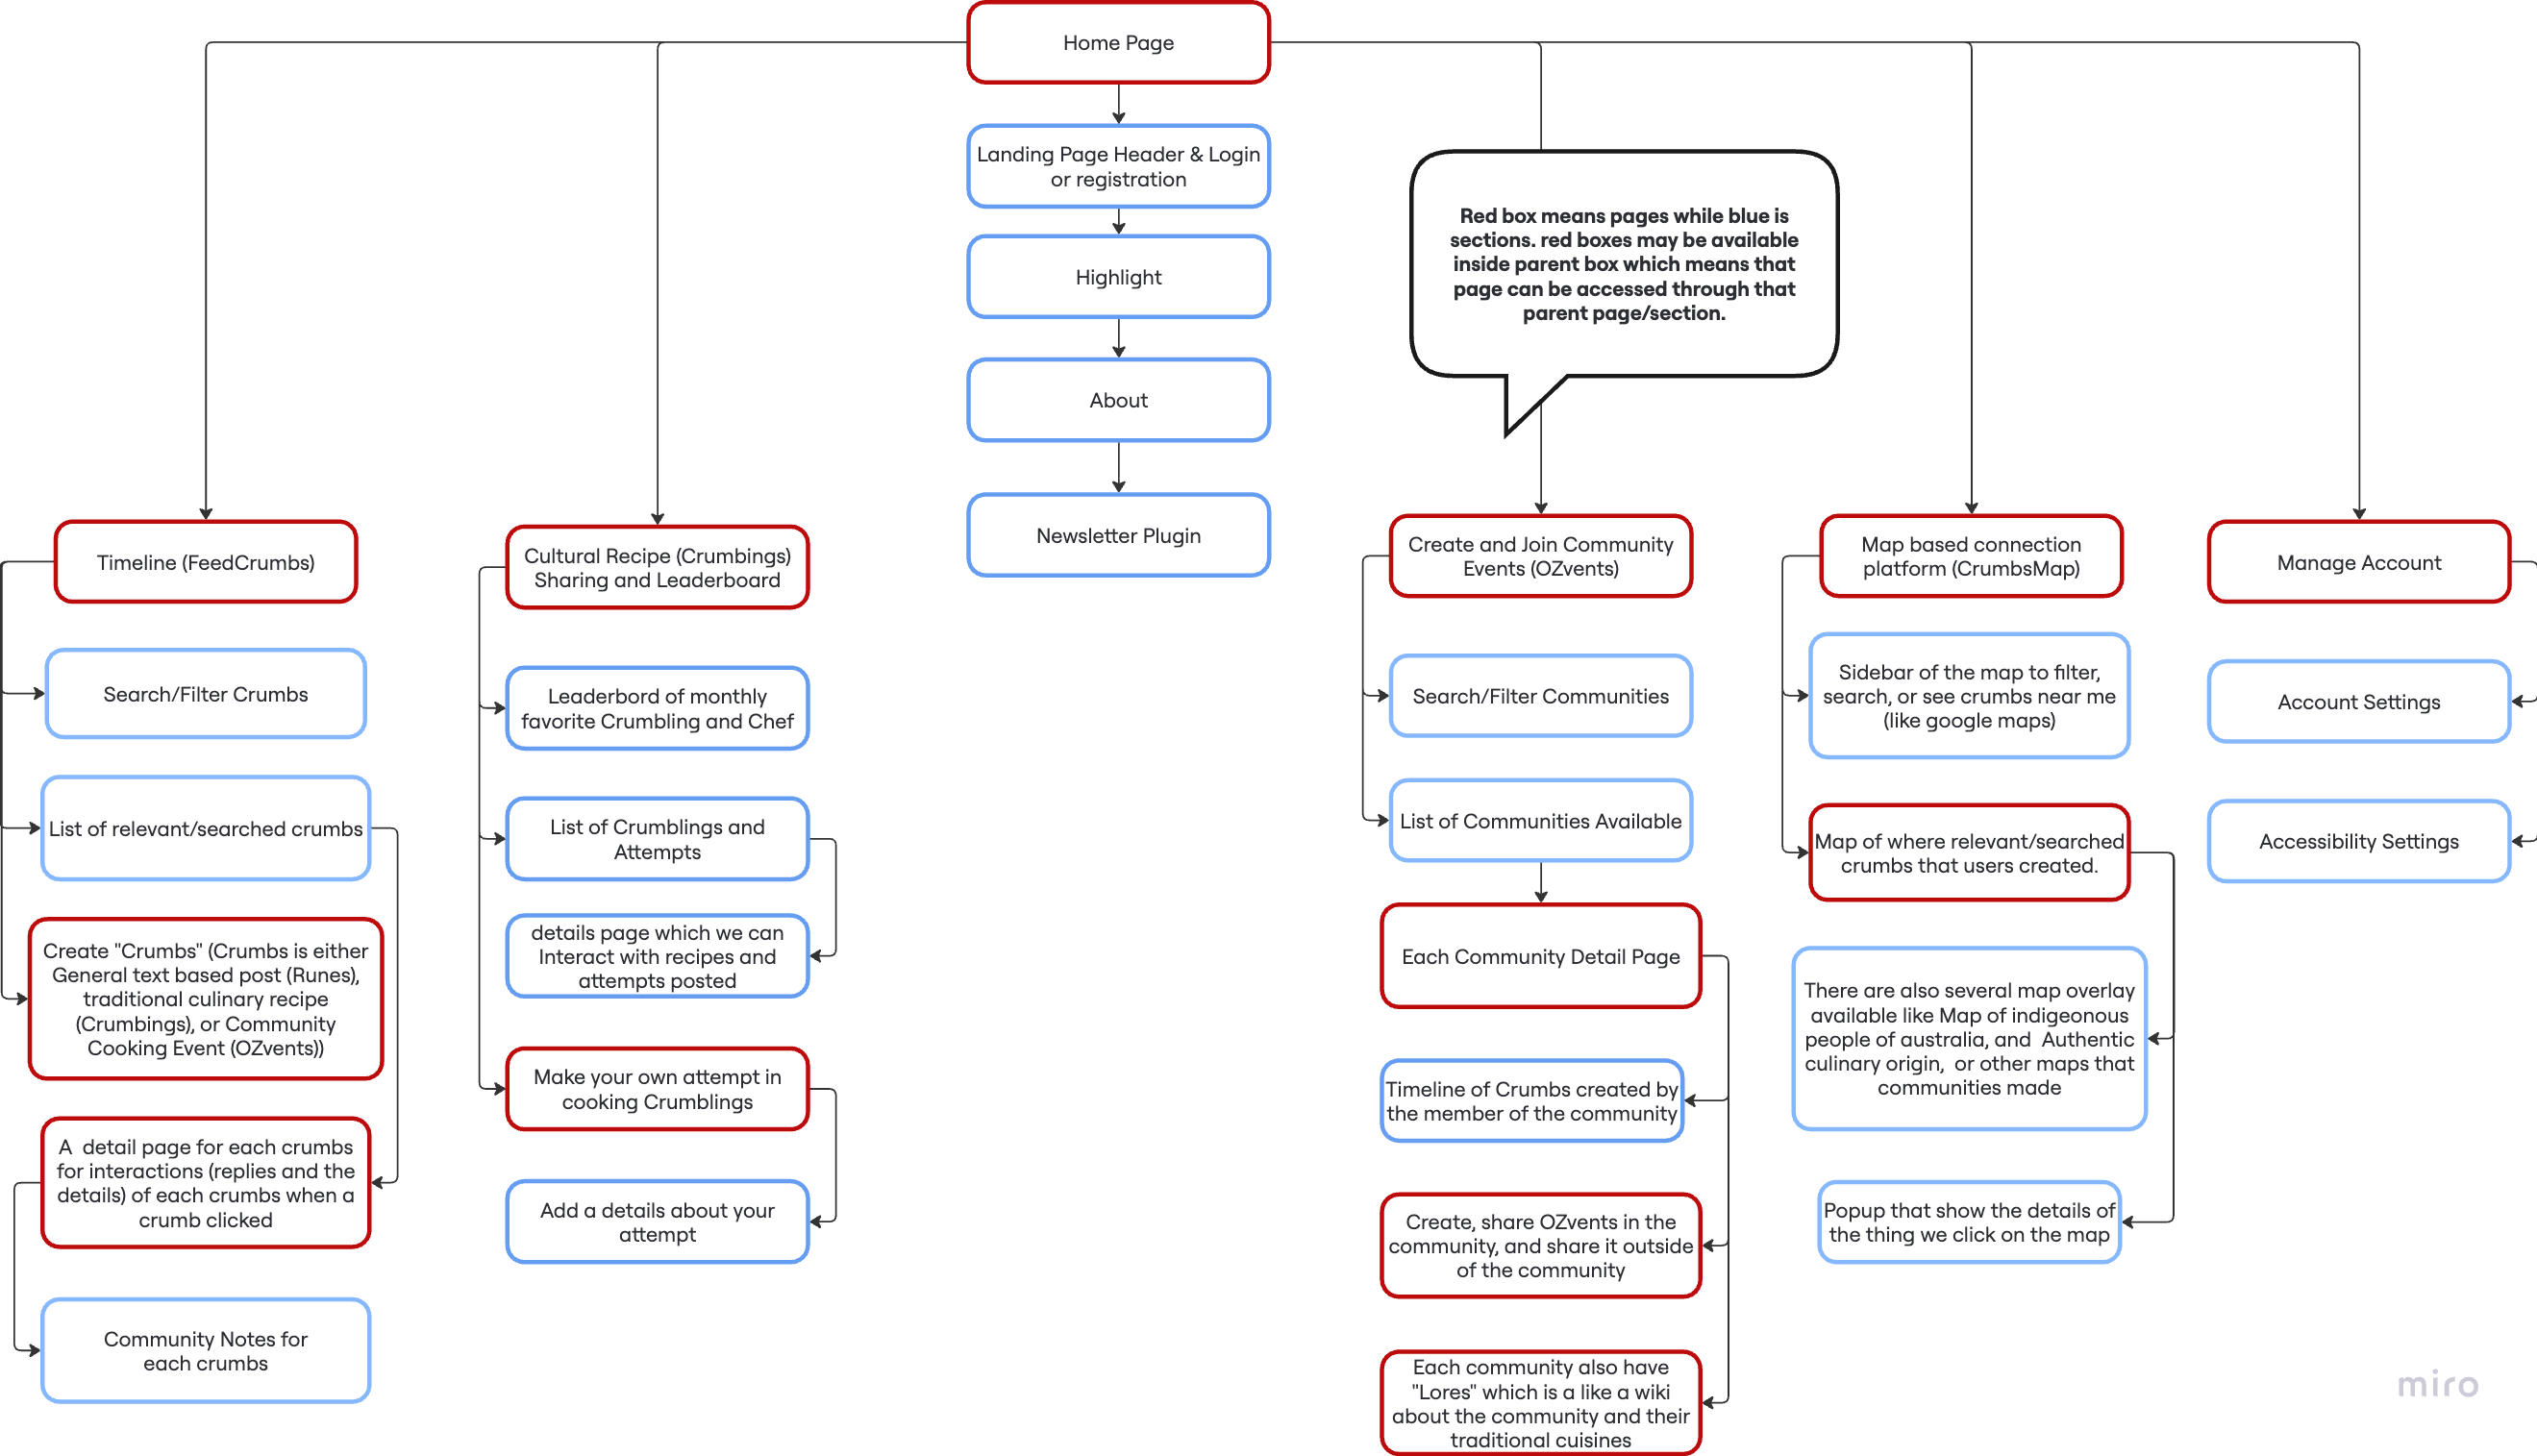 Home Page
Landing Page Header & Login
or registration
Highlight
About
Newsletter Plugin
Red box means pages while blue is
sections. red boxes may be available
inside parent box which means that
page can be accessed through that
parent page/section.
Timeline (FeedCrumbs)
Search/Filter Crumbs
List of relevant/searched crumbs
Create "Crumbs" (Crumbs is either
General text based post (Runes),
traditional culinary recipe
(Crumbings), or Community
Cooking Event (OZvents))
A detail page for each crumbs
for interactions (replies and the
details) of each crumbs when a
crumb clicked
Community Notes for
each crumbs
Cultural Recipe (Crumbings)
Sharing and Leaderboard
Leaderbord of monthly
favorite Crumbling and Chef
List of Crumblings and
Attempts
details page which we can
Interact with recipes and
attempts posted
Make your own attempt in
cooking Crumblings
Add a details about your
attempt
Create and Join Community
Events (OZvents)
Search/Filter Communities
List of Communities Available
Each Community Detail Page
Timeline of Crumbs created by
the member of the community
Create, share OZvents in the
community, and share it outside
of the community
Each community also have
"Lores" which is a like a wiki
about the community and their
traditional cuisines
Map based connection
platform (CrumbsMap)
Sidebar of the map to filter,
search, or see crumbs near me
(like google maps)
Map of where relevant/searched
crumbs that users created.
There are also several map overlay
available like Map of indigeonous
people of australia, and Authentic
culinary origin, or other maps that
communities made
Popup that show the details of
the thing we click on the map
Manage Account
Account Settings
Accessibility Settings
miro